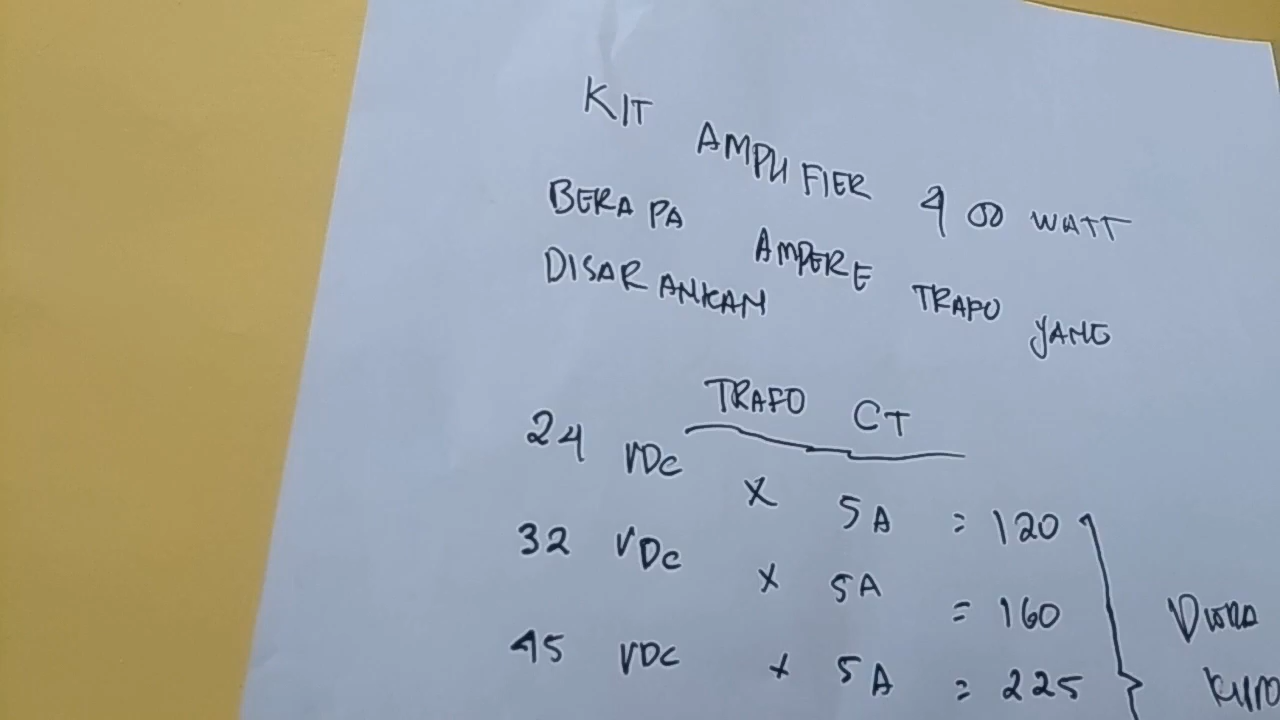 KIT AMPLIFIER 400 WATT
BERAPA AMPERE TRAFO YANG
DISARANKAN
TRAFO CT
24 VDC X 5A = 120
32 VDC X 5A = 160
45 VDC X 5A = 225